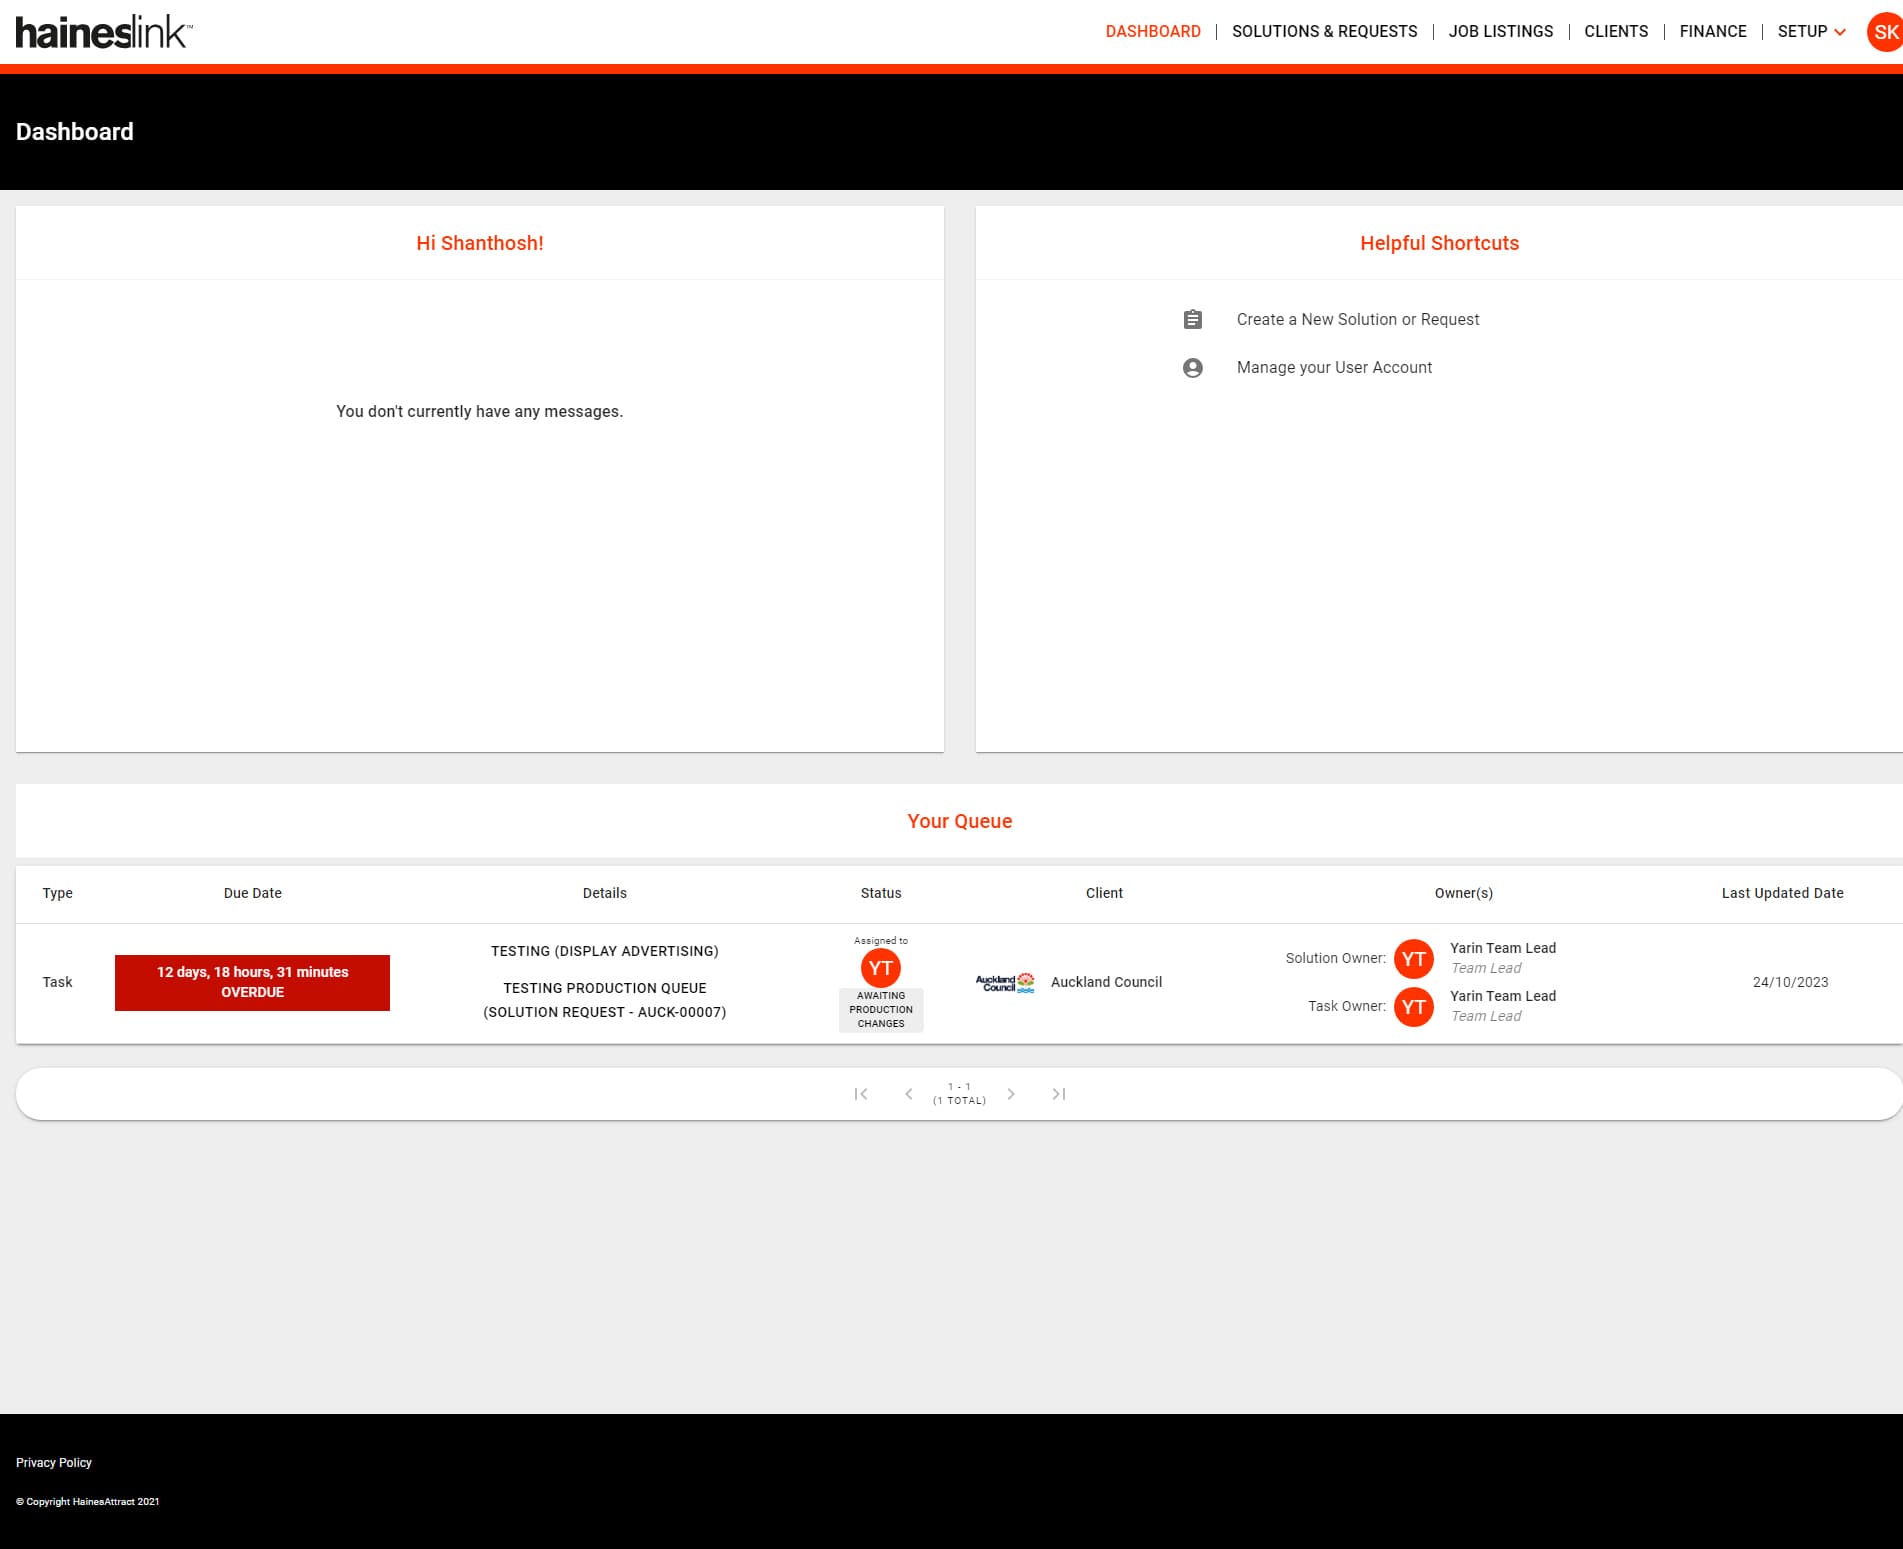 haineslink™
DASHBOARD
SOLUTIONS & REQUESTS
JOB LISTINGS
CLIENTS
FINANCE
SETUP
SK
Dashboard
Hi Shanthosh!
You don't currently have any messages.
Helpful Shortcuts
Create a New Solution or Request
Manage your User Account
Your Queue
Type
Due Date
Details
Status
Client
Owner(s)
Last Updated Date
Task
12 days, 18 hours, 31 minutes
OVERDUE
TESTING (DISPLAY ADVERTISING)
TESTING PRODUCTION QUEUE
(SOLUTION REQUEST - AUCK-00007)
Assigned to
YT
AWAITING
PRODUCTION
CHANGES
Auckland
Council
Auckland Council
Solution Owner:
YT
Yarin Team Lead
Team Lead
Task Owner:
YT
Yarin Team Lead
Team Lead
24/10/2023
1 - 1
(1 TOTAL)
Privacy Policy
© Copyright HainesAttract 2021